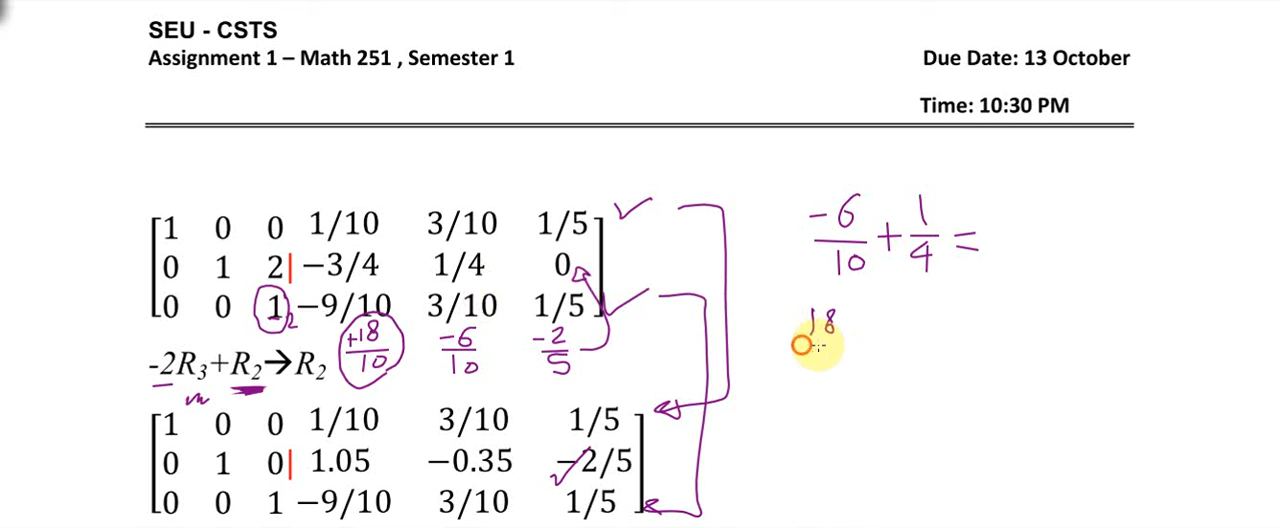 SEU - CSTS
Assignment 1 – Math 251 , Semester 1 Due Date: 13 October
Time: 10:30 PM
[1 0 0 1/10 3/10 1/5]
0 1 2| −3/4 1/4 0
0 0 1 −9/10 3/10 1/5
+18/10 -6/10 -2/5
-2R3+R2→R2
[1 0 0 1/10 3/10 1/5]
0 1 0| 1.05 −0.35 −2/5
0 0 1 −9/10 3/10 1/5
-6/10 + 1/4 =
18